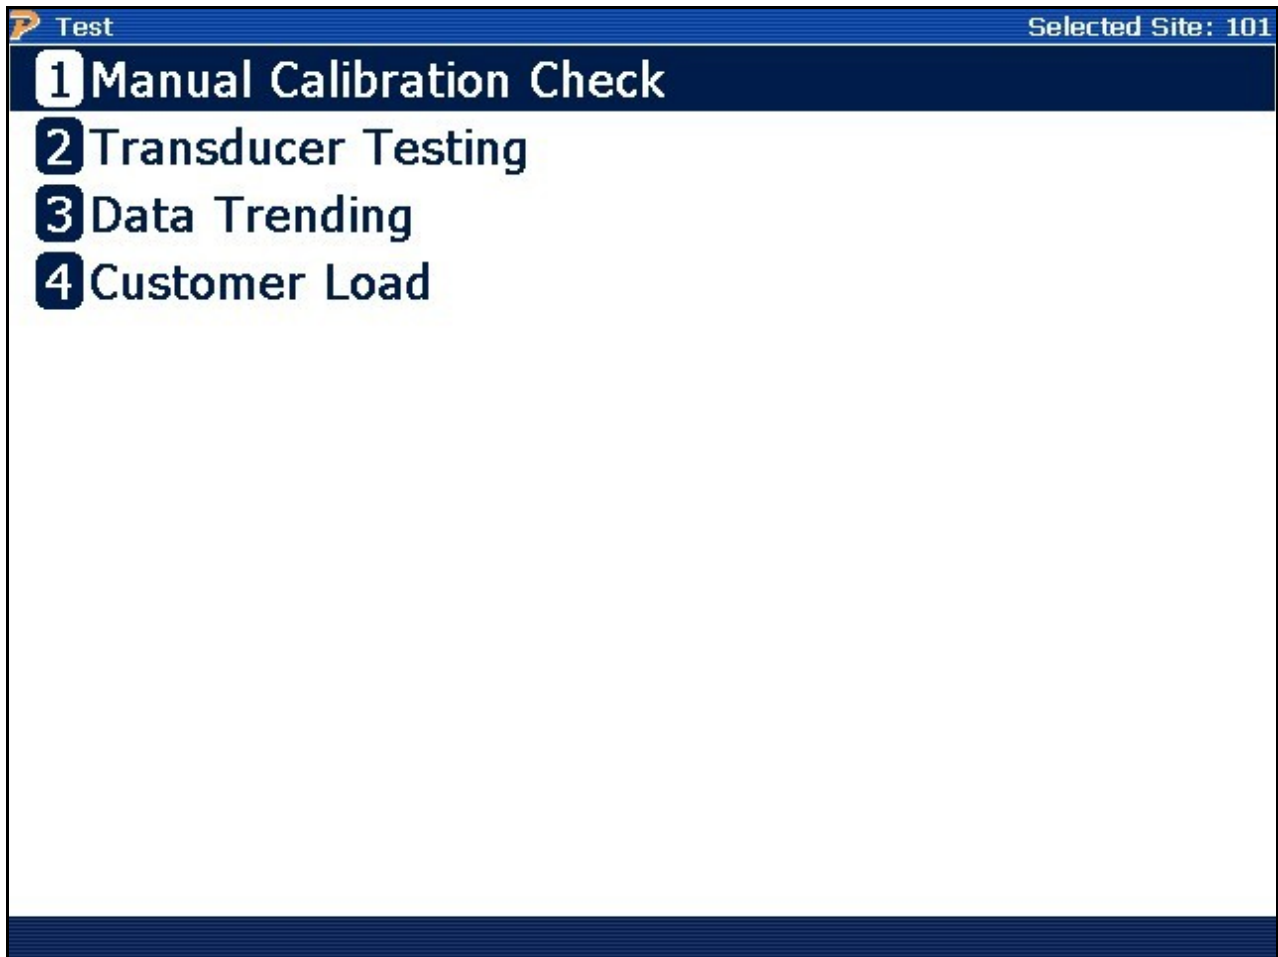 Test Selected Site: 101
1 Manual Calibration Check
2 Transducer Testing
3 Data Trending
4 Customer Load